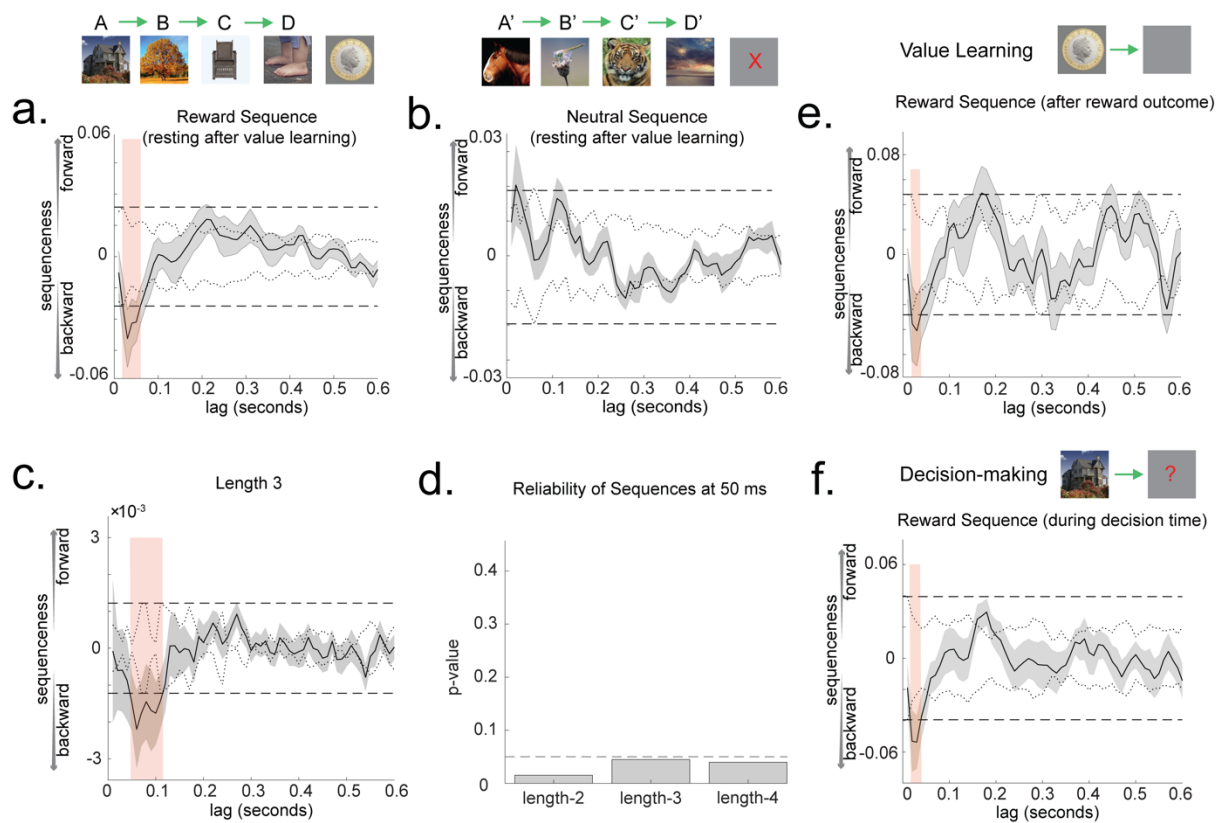 A → B → C → D
A' → B' → C' → D'
X
Value Learning
a.
Reward Sequence
(resting after value learning)
0.06
0
-0.06
forward
sequenceness
backward
0 0.1 0.2 0.3 0.4 0.5 0.6
lag (seconds)
b.
Neutral Sequence
(resting after value learning)
0.03
0
-0.03
forward
sequenceness
backward
0 0.1 0.2 0.3 0.4 0.5 0.6
lag (seconds)
e.
Reward Sequence (after reward outcome)
0.08
0
-0.08
forward
sequenceness
backward
0 0.1 0.2 0.3 0.4 0.5 0.6
lag (seconds)
c.
Length 3
×10⁻³
3
0
-3
forward
sequenceness
backward
0 0.1 0.2 0.3 0.4 0.5 0.6
lag (seconds)
d.
Reliability of Sequences at 50 ms
0.4
0.3
0.2
0.1
0
p-value
length-2 length-3 length-4
Decision-making
?
f.
Reward Sequence (during decision time)
0.06
0
-0.06
forward
sequenceness
backward
0 0.1 0.2 0.3 0.4 0.5 0.6
lag (seconds)